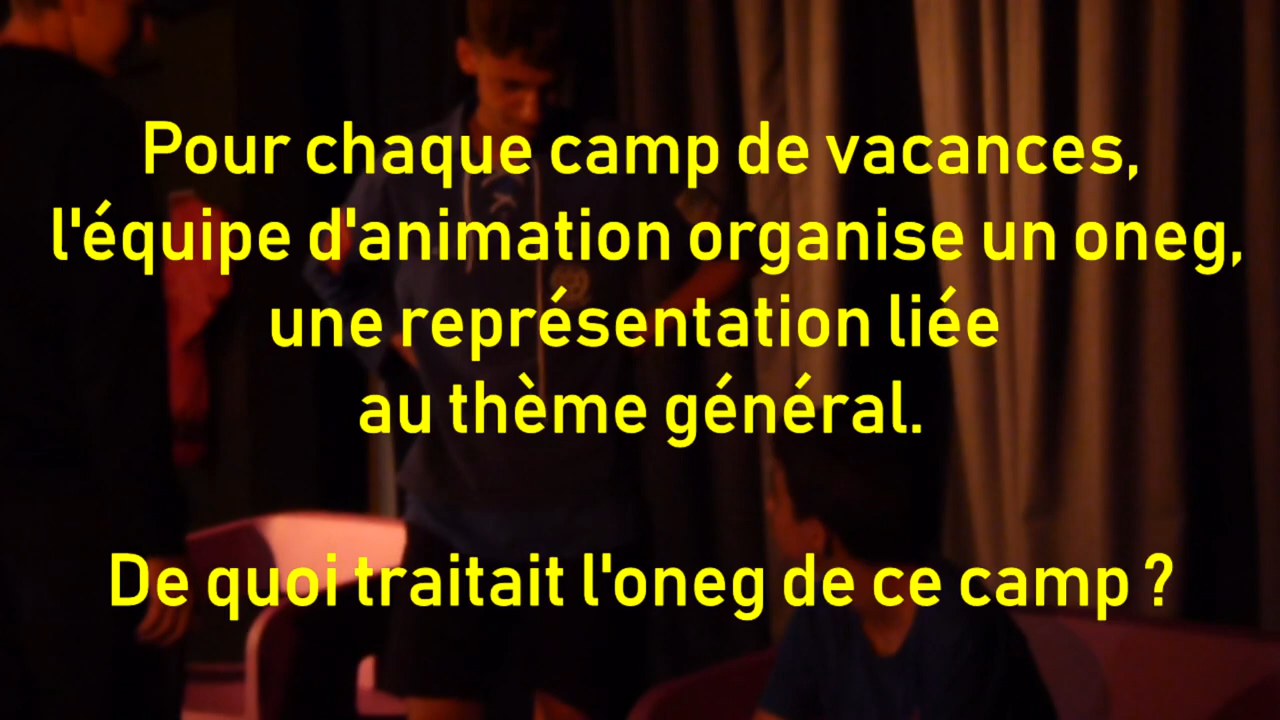 Pour chaque camp de vacances,
l'équipe d'animation organise un oneg,
une représentation liée
au thème général.
De quoi traitait l'oneg de ce camp ?